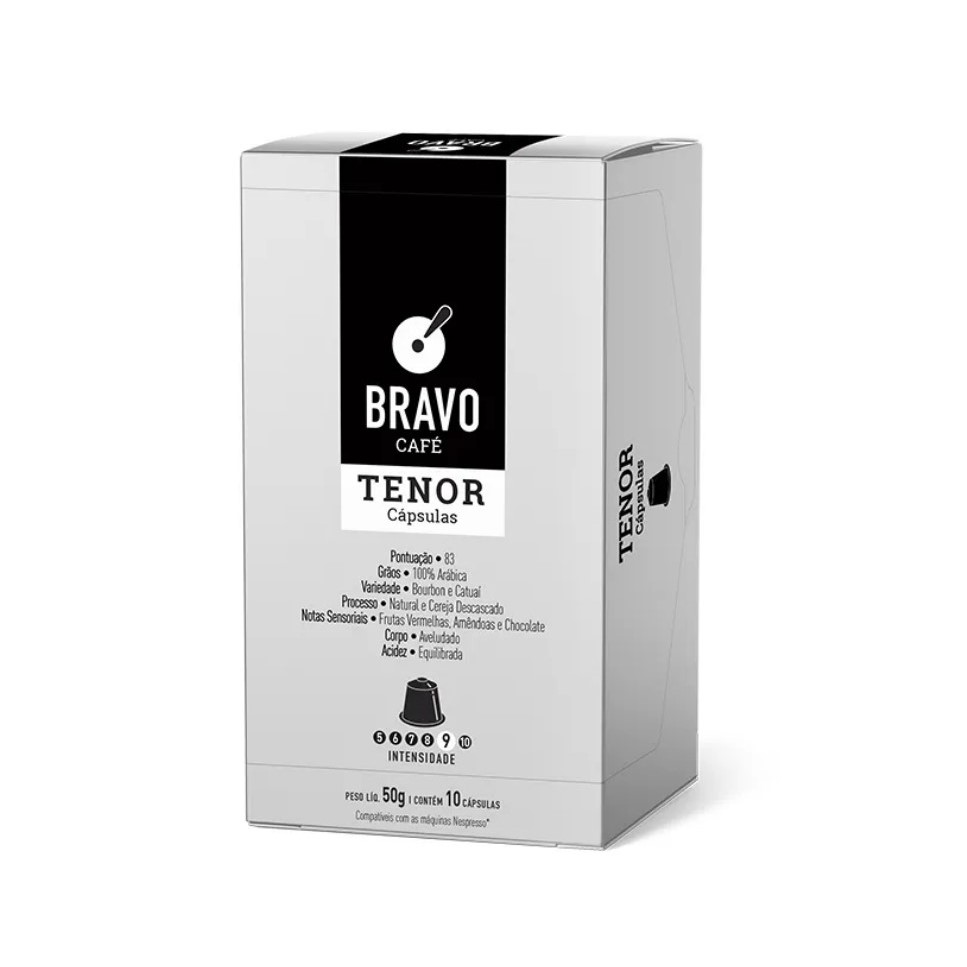 BRAVO
BRAVO
CAFÉ
TENOR
Cápsulas
Pontuação • 83
Grãos • 100% Arábica
Variedade • Bourbon e Catuaí
Processo • Natural e Cereja Descascado
Notas Sensoriais • Frutas Vermelhas, Amêndoas e Chocolate
Corpo • Aveludado
Acidez • Equilibrada
5 6 7 8 9 10
INTENSIDADE
PESO LÍQ. 50g | CONTÉM 10 CÁPSULAS
Compatíveis com as máquinas Nespresso*
TENOR
Cápsulas